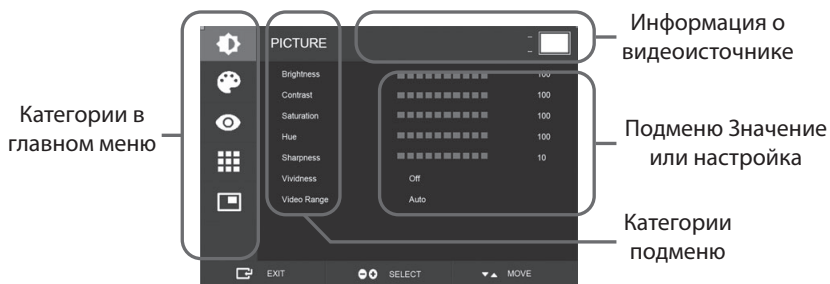 Информация о
видеоисточнике
PICTURE
Brightness 100
Contrast 100
Saturation 100
Hue 100
Sharpness 10
Vividness Off
Video Range Auto
EXIT SELECT MOVE
Категории в
главном меню
Подменю Значение
или настройка
Категории
подменю